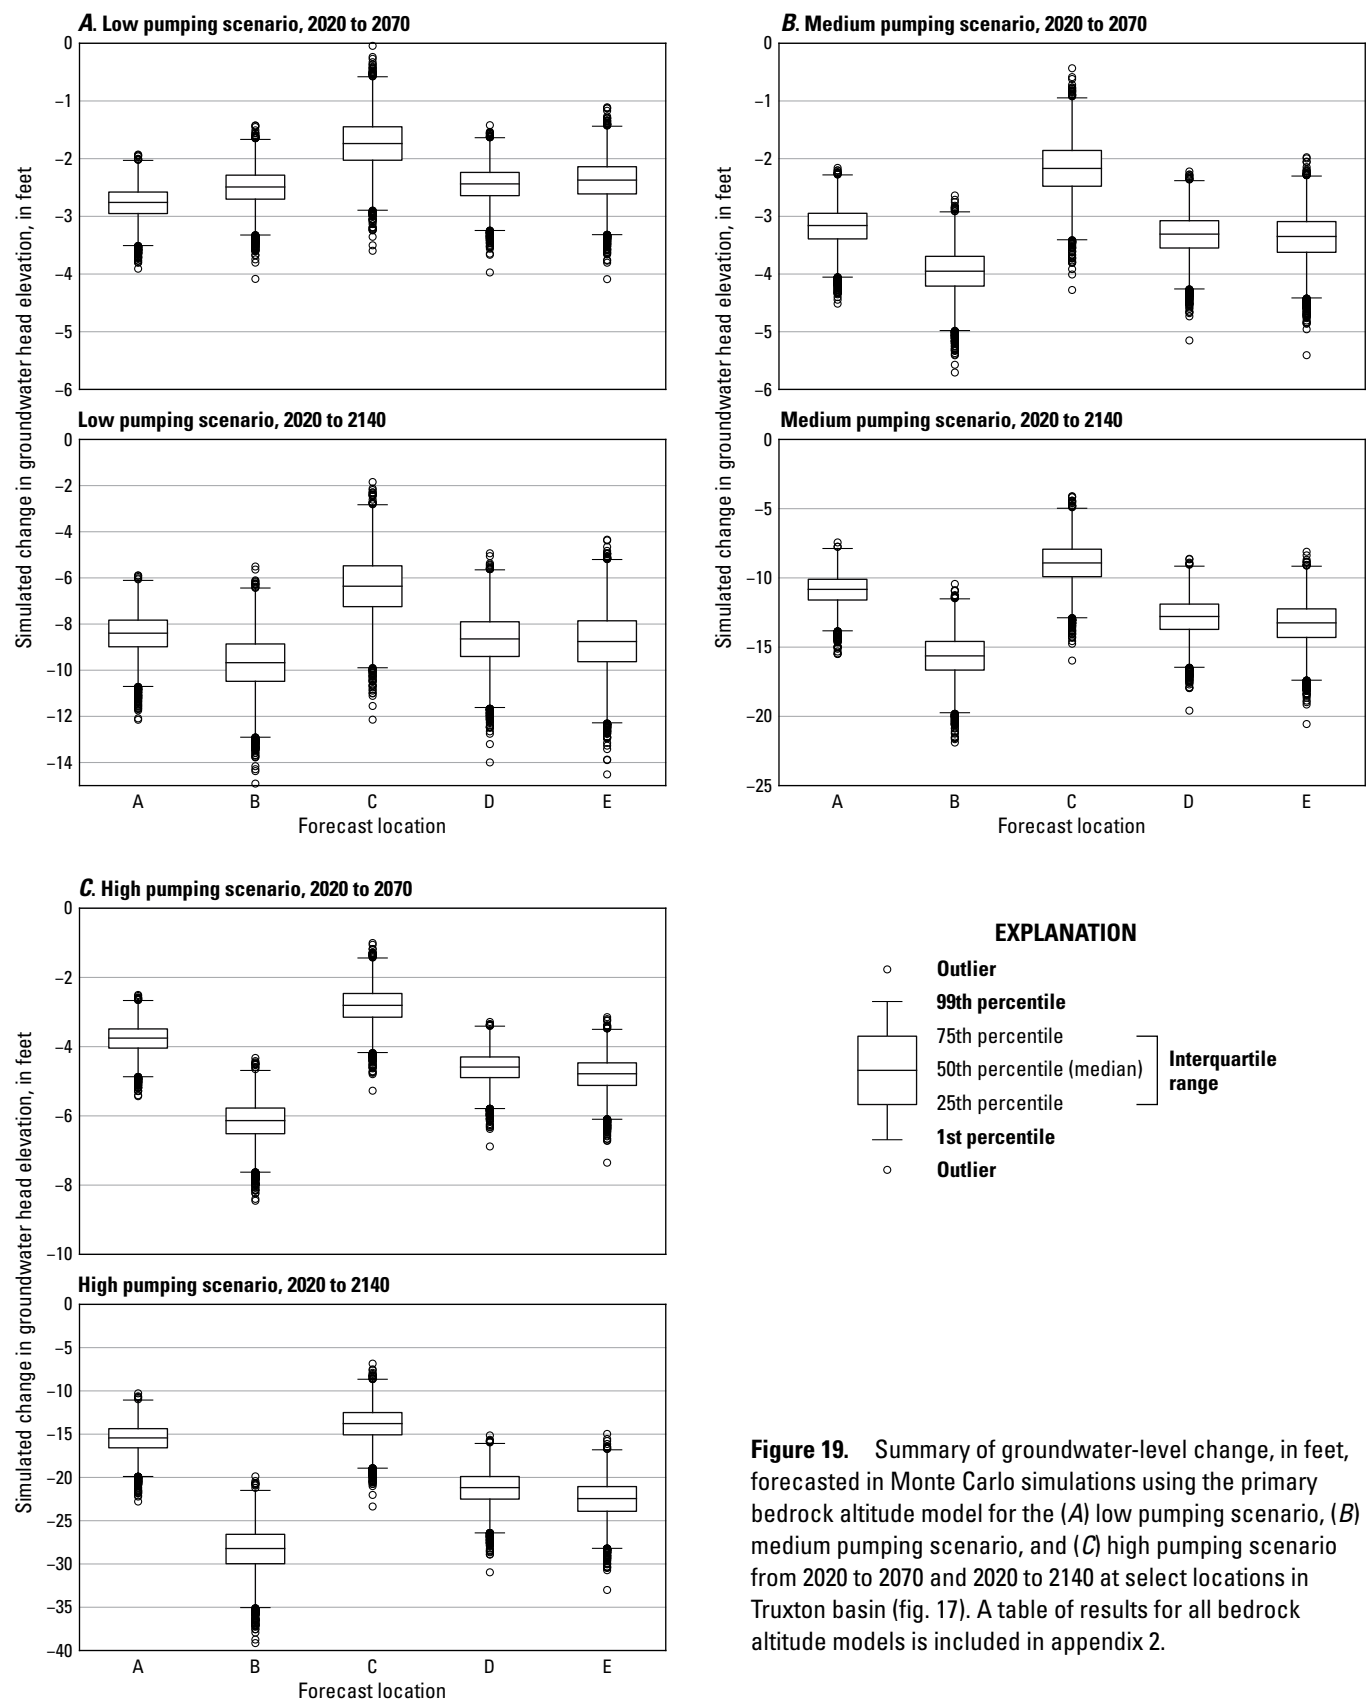 A. Low pumping scenario, 2020 to 2070
0
–1
–2
–3
–4
–5
–6
Simulated change in groundwater head elevation, in feet
Low pumping scenario, 2020 to 2140
0
–2
–4
–6
–8
–10
–12
–14
A B C D E
Forecast location
B. Medium pumping scenario, 2020 to 2070
0
–1
–2
–3
–4
–5
–6
Simulated change in groundwater head elevation, in feet
Medium pumping scenario, 2020 to 2140
0
–5
–10
–15
–20
–25
A B C D E
Forecast location
C. High pumping scenario, 2020 to 2070
0
–2
–4
–6
–8
–10
Simulated change in groundwater head elevation, in feet
High pumping scenario, 2020 to 2140
0
–5
–10
–15
–20
–25
–30
–35
–40
A B C D E
Forecast location
EXPLANATION
Outlier
99th percentile
75th percentile
50th percentile (median)
25th percentile
Interquartile
range
1st percentile
Outlier
Figure 19. Summary of groundwater-level change, in feet,
forecasted in Monte Carlo simulations using the primary
bedrock altitude model for the (A) low pumping scenario, (B)
medium pumping scenario, and (C) high pumping scenario
from 2020 to 2070 and 2020 to 2140 at select locations in
Truxton basin (fig. 17). A table of results for all bedrock
altitude models is included in appendix 2.